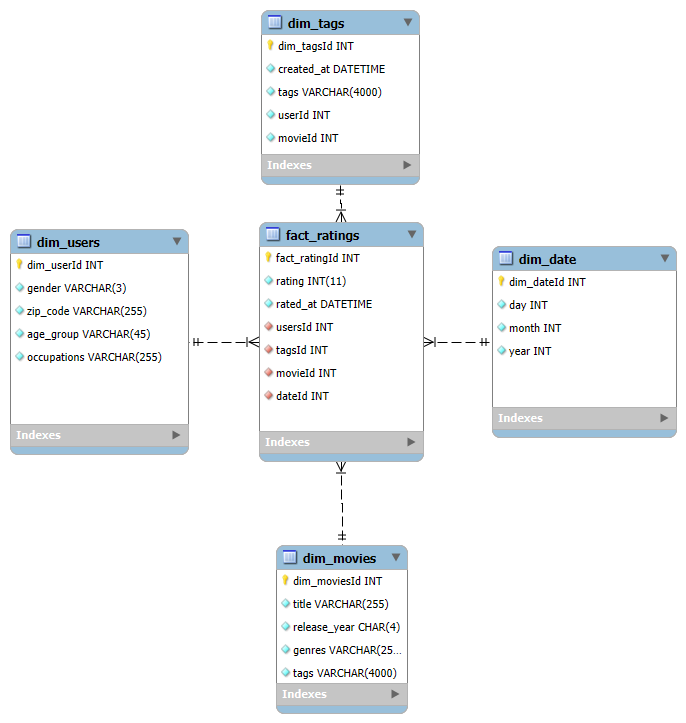 dim_tags
dim_tagsId INT
created_at DATETIME
tags VARCHAR(4000)
userId INT
movieId INT
Indexes
dim_users
dim_userId INT
gender VARCHAR(3)
zip_code VARCHAR(255)
age_group VARCHAR(45)
occupations VARCHAR(255)
Indexes
fact_ratings
fact_ratingId INT
rating INT(11)
rated_at DATETIME
usersId INT
tagsId INT
movieId INT
dateId INT
Indexes
dim_date
dim_dateId INT
day INT
month INT
year INT
Indexes
dim_movies
dim_moviesId INT
title VARCHAR(255)
release_year CHAR(4)
genres VARCHAR(25...
tags VARCHAR(4000)
Indexes